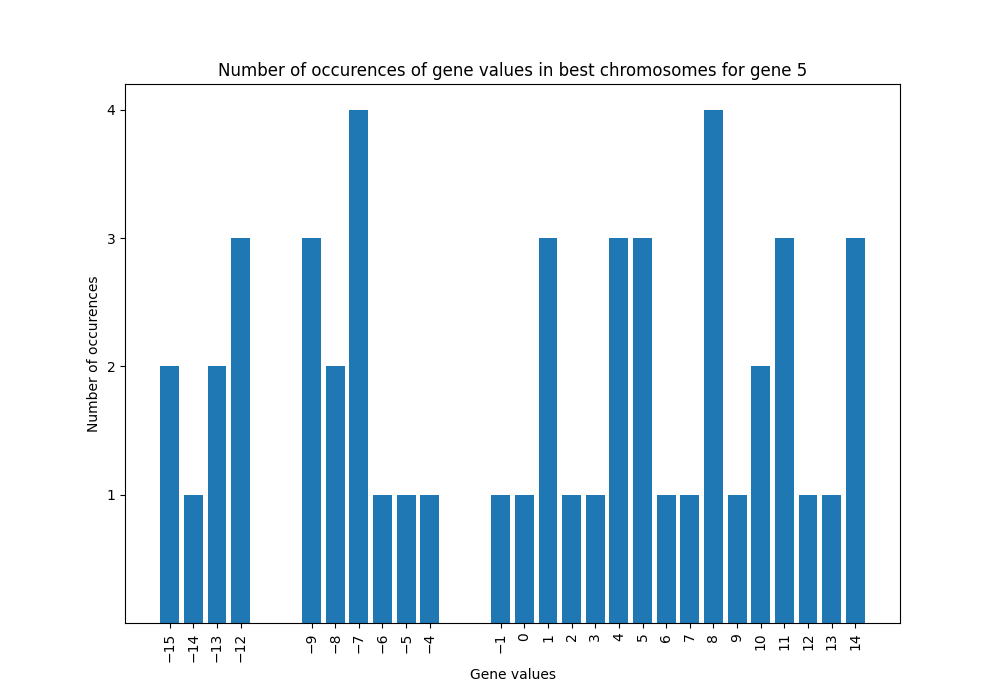 Number of occurences of gene values in best chromosomes for gene 5
Number of occurences
4
3
2
1
−15 −14 −13 −12 −9 −8 −7 −6 −5 −4 −1 0 1 2 3 4 5 6 7 8 9 10 11 12 13 14
Gene values